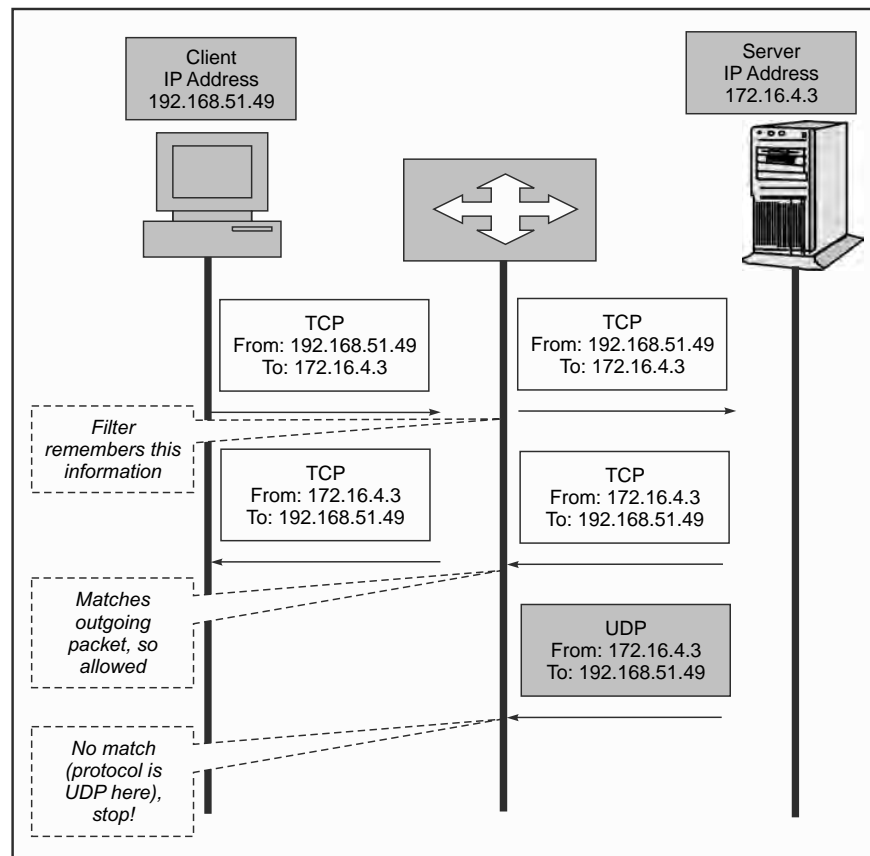 Client
IP Address
192.168.51.49
Server
IP Address
172.16.4.3
TCP
From: 192.168.51.49
To: 172.16.4.3
TCP
From: 192.168.51.49
To: 172.16.4.3
Filter
remembers this
information
TCP
From: 172.16.4.3
To: 192.168.51.49
TCP
From: 172.16.4.3
To: 192.168.51.49
Matches
outgoing
packet, so
allowed
UDP
From: 172.16.4.3
To: 192.168.51.49
No match
(protocol is
UDP here),
stop!